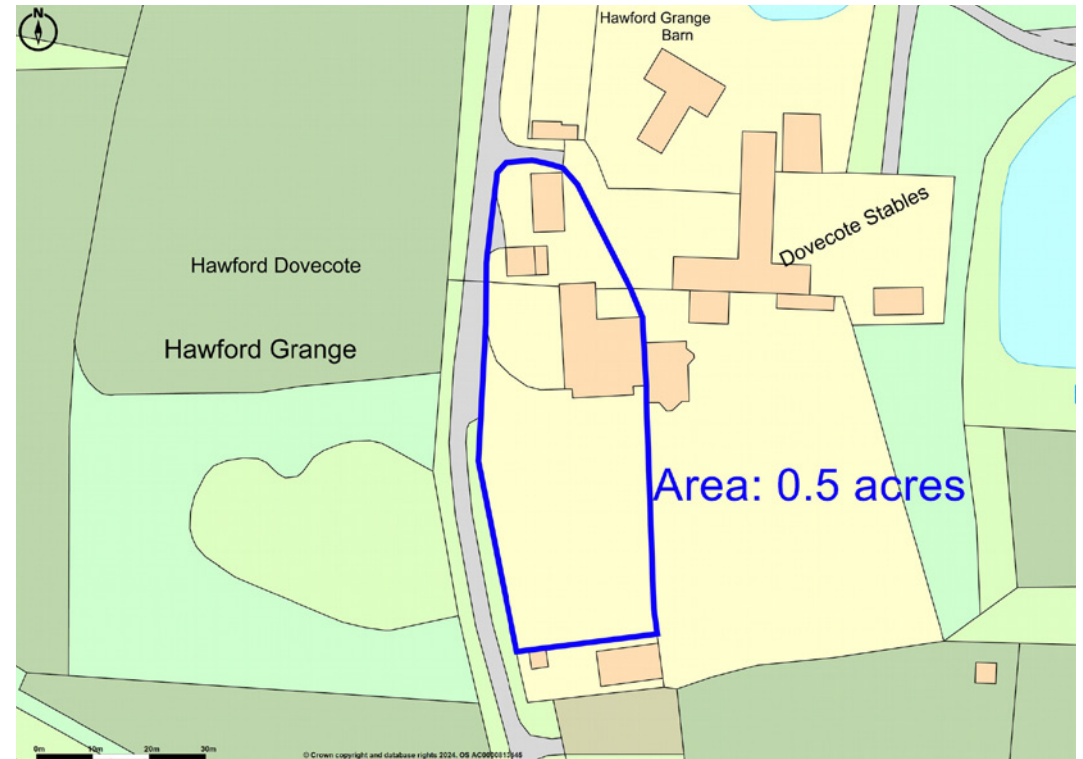 N
Hawford Grange
Barn
Dovecote Stables
Hawford Dovecote
Hawford Grange
Area: 0.5 acres
0m 10m 20m 30m
© Crown copyright and database rights 2024. OS